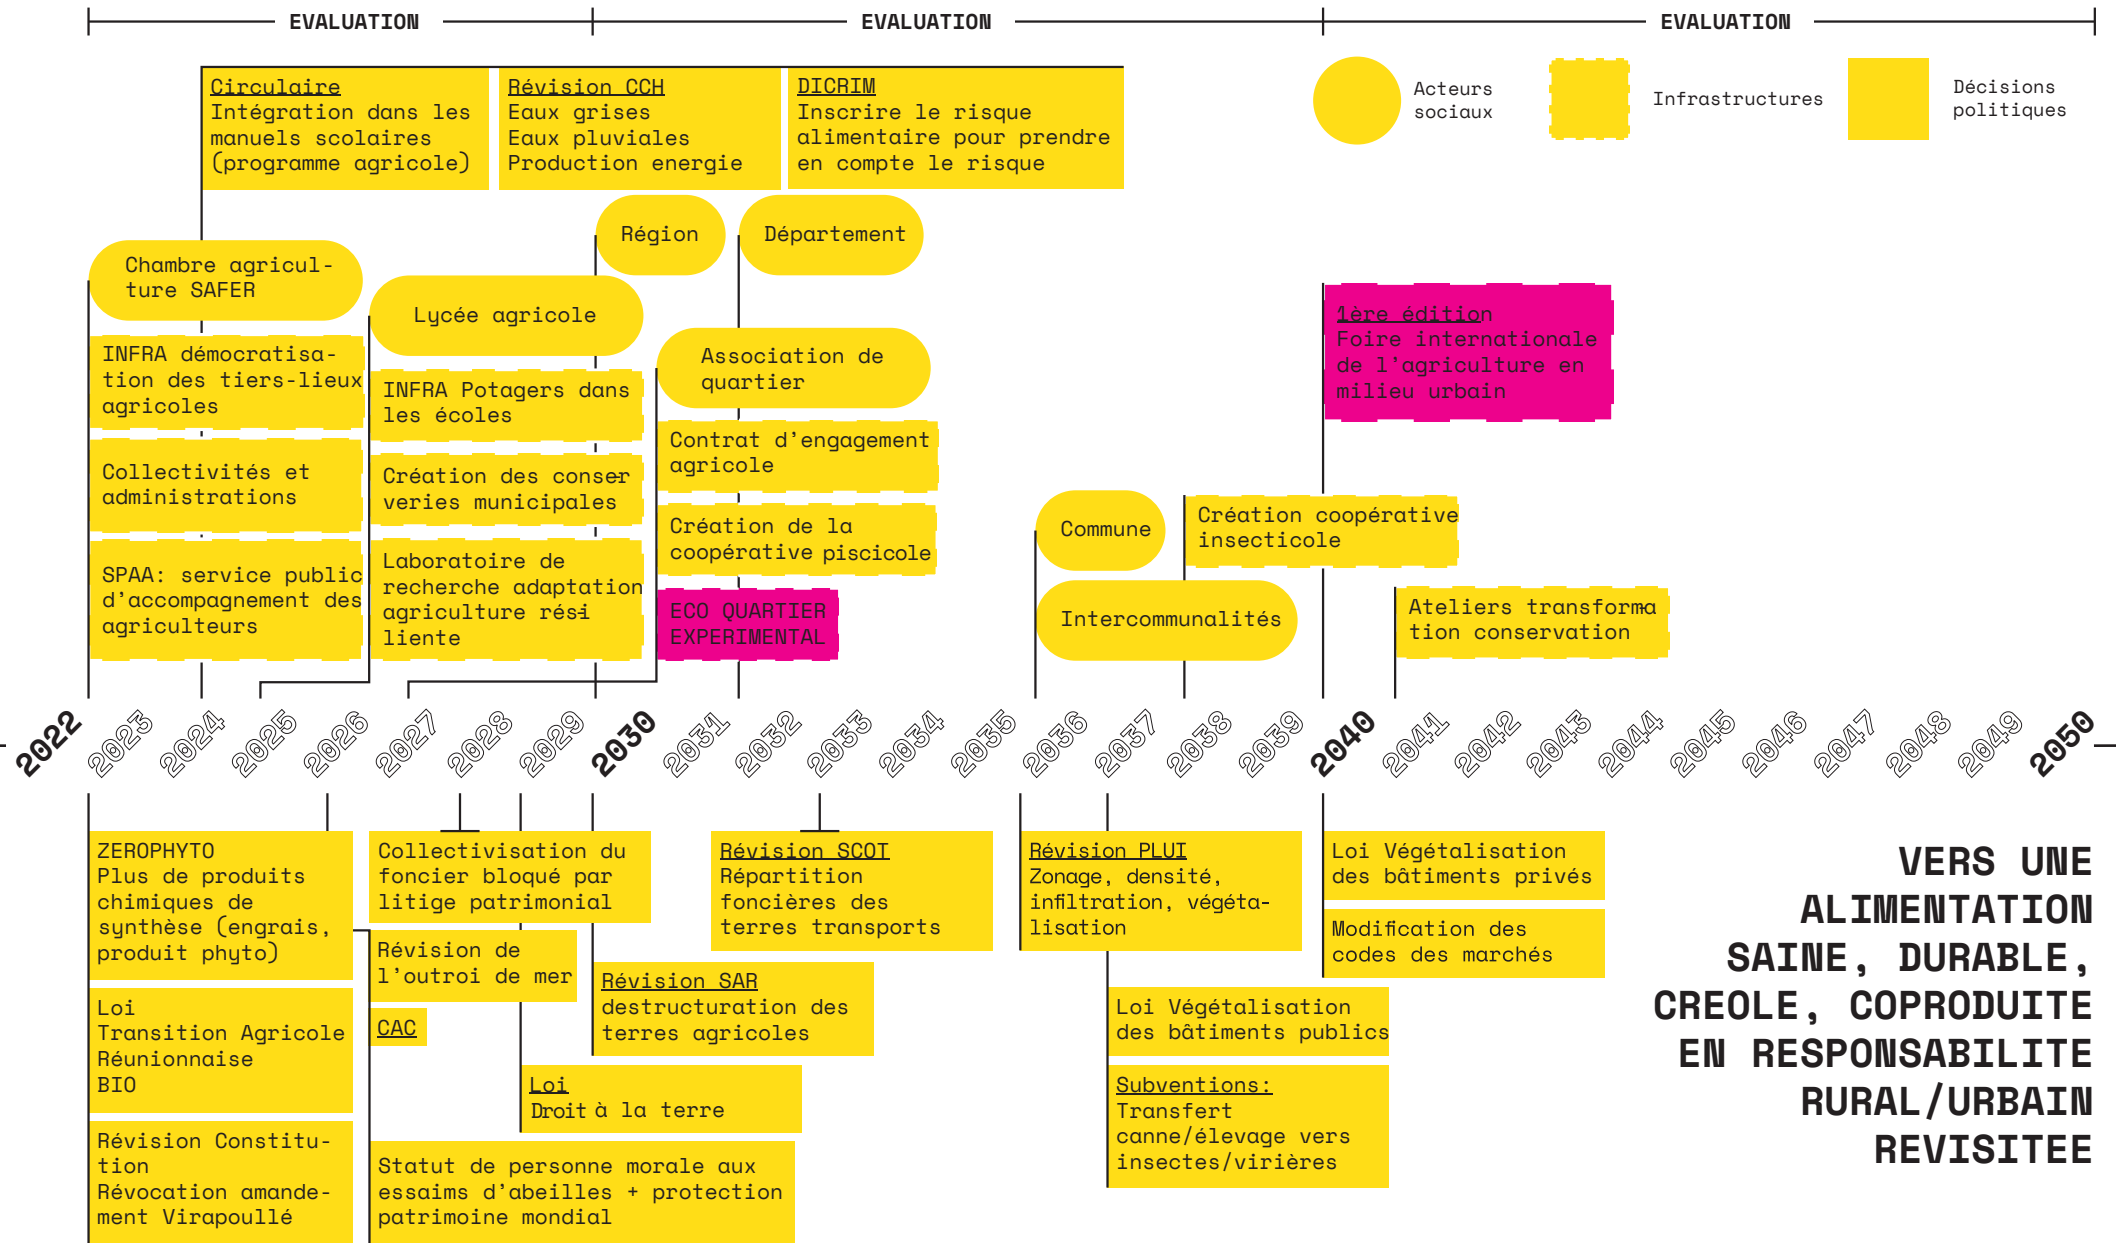 EVALUATION
EVALUATION
EVALUATION
Circulaire
Intégration dans les
manuels scolaires
(programme agricole)
Révision CCH
Eaux grises
Eaux pluviales
Production energie
DICRIM
Inscrire le risque
alimentaire pour prendre
en compte le risque
Acteurs
sociaux
Infrastructures
Décisions
politiques
Région
Département
Chambre agricul-
ture SAFER
Lycée agricole
Association de
quartier
1ère édition
Foire internationale
de l'agriculture en
milieu urbain
INFRA démocratisa-
tion des tiers-lieux
agricoles
INFRA Potagers dans
les écoles
Contrat d'engagement
agricole
Collectivités et
administrations
Création des conser-
veries municipales
Création de la
coopérative piscicole
Commune
Création coopérative
insecticole
SPAA: service public
d'accompagnement des
agriculteurs
Laboratoire de
recherche adaptation
agriculture rési-
liente
ECO QUARTIER
EXPERIMENTAL
Intercommunalités
Ateliers transforma-
tion conservation
2022
2023
2024
2025
2026
2027
2028
2029
2030
2031
2032
2033
2034
2035
2036
2037
2038
2039
2040
2041
2042
2043
2044
2045
2046
2047
2048
2049
2050
ZEROPHYTO
Plus de produits
chimiques de
synthèse (engrais,
produit phyto)
Collectivisation du
foncier bloqué par
litige patrimonial
Révision SCOT
Répartition
foncières des
terres transports
Révision PLUI
Zonage, densité,
infiltration, végéta-
lisation
Loi Végétalisation
des bâtiments privés
Modification des
codes des marchés
Révision de
l'outroi de mer
Révision SAR
destructuration des
terres agricoles
Loi
Transition Agricole
Réunionnaise
BIO
CAC
Loi Végétalisation
des bâtiments publics
Loi
Droit à la terre
Subventions:
Transfert
canne/élevage vers
insectes/virières
Révision Constitu-
tion
Révocation amande-
ment Virapoullé
Statut de personne morale aux
essaims d'abeilles + protection
patrimoine mondial
VERS UNE
ALIMENTATION
SAINE, DURABLE,
CREOLE, COPRODUITE
EN RESPONSABILITE
RURAL/URBAIN
REVISITEE